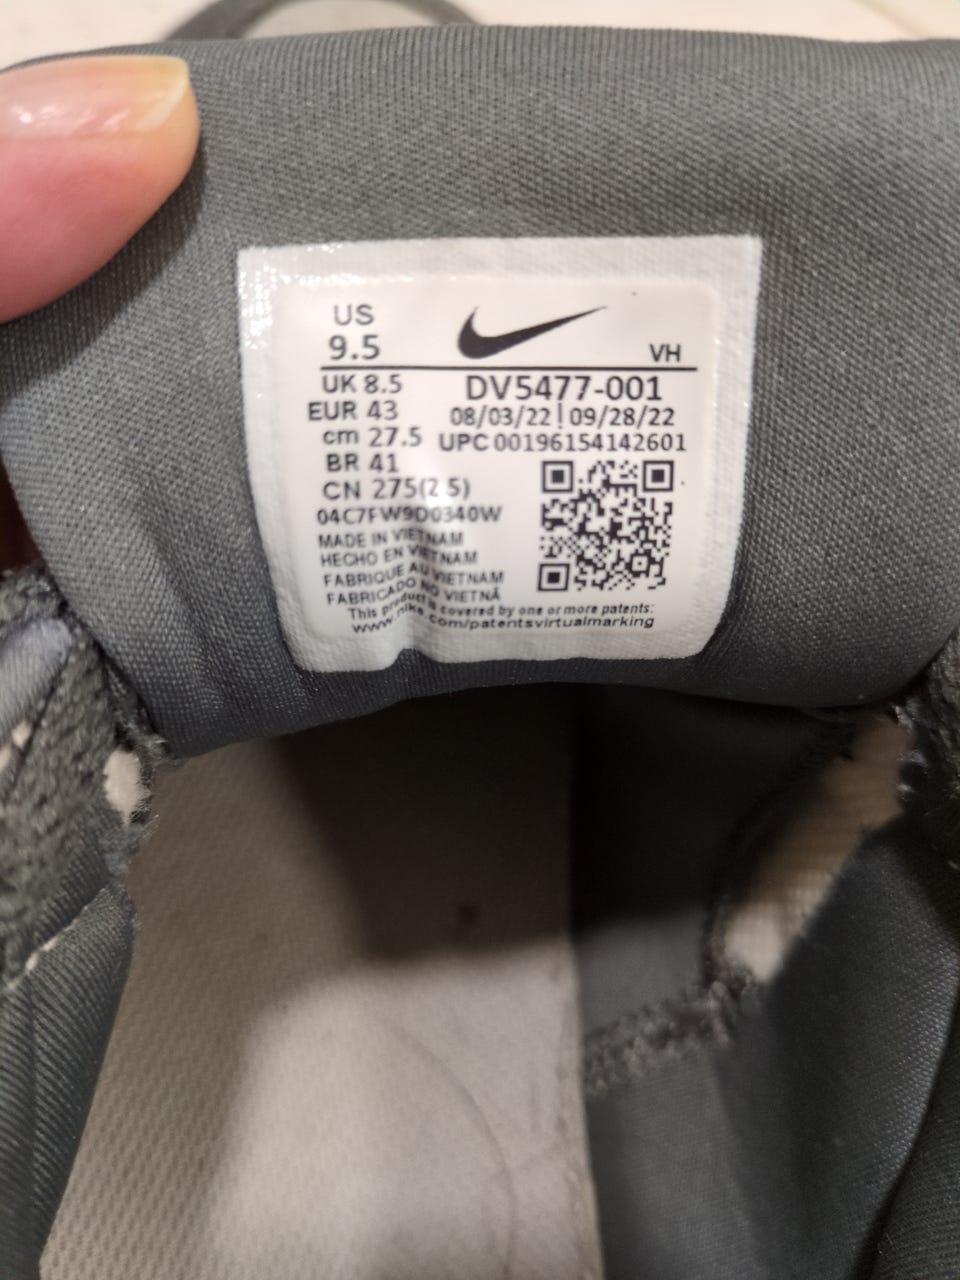 US
9.5
VH
UK 8.5
EUR 43
cm 27.5
BR 41
CN 275(2.5)
DV5477-001
08/03/22 | 09/28/22
UPC 00196154142601
04C7FW9D0340W
MADE IN VIETNAM
HECHO EN VIETNAM
FABRIQUE AU VIETNAM
FABRICADO NO VIETNÃ
This product is covered by one or more patents:
www.nike.com/patentsvirtualmarking